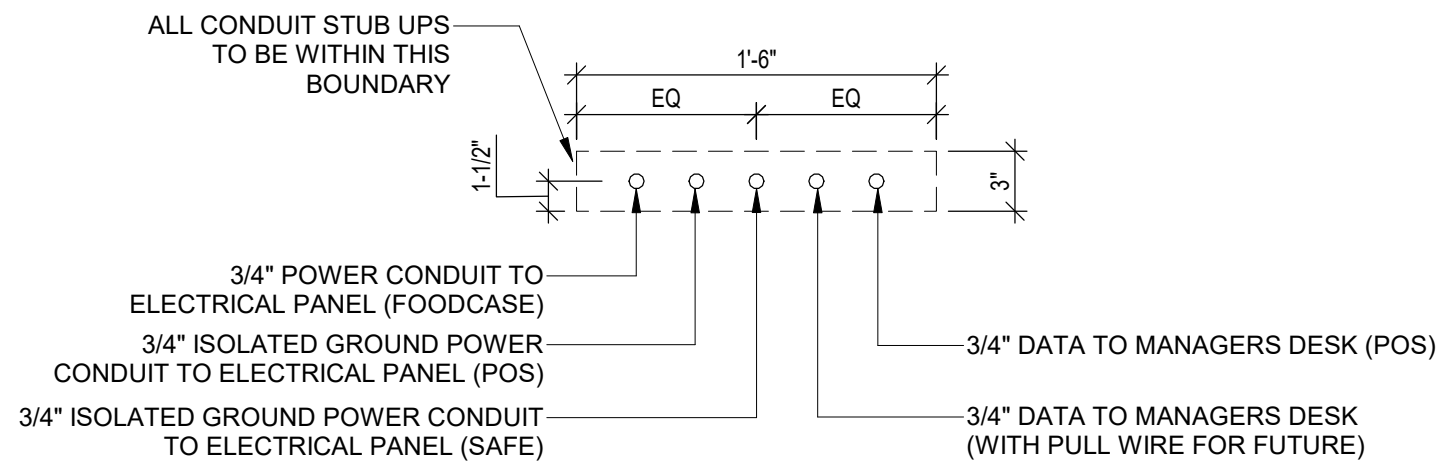 ALL CONDUIT STUB UPS
TO BE WITHIN THIS
BOUNDARY
1'-6"
EQ
EQ
1-1/2"
3"
3/4" POWER CONDUIT TO
ELECTRICAL PANEL (FOODCASE)
3/4" ISOLATED GROUND POWER
CONDUIT TO ELECTRICAL PANEL (POS)
3/4" ISOLATED GROUND POWER CONDUIT
TO ELECTRICAL PANEL (SAFE)
3/4" DATA TO MANAGERS DESK (POS)
3/4" DATA TO MANAGERS DESK
(WITH PULL WIRE FOR FUTURE)